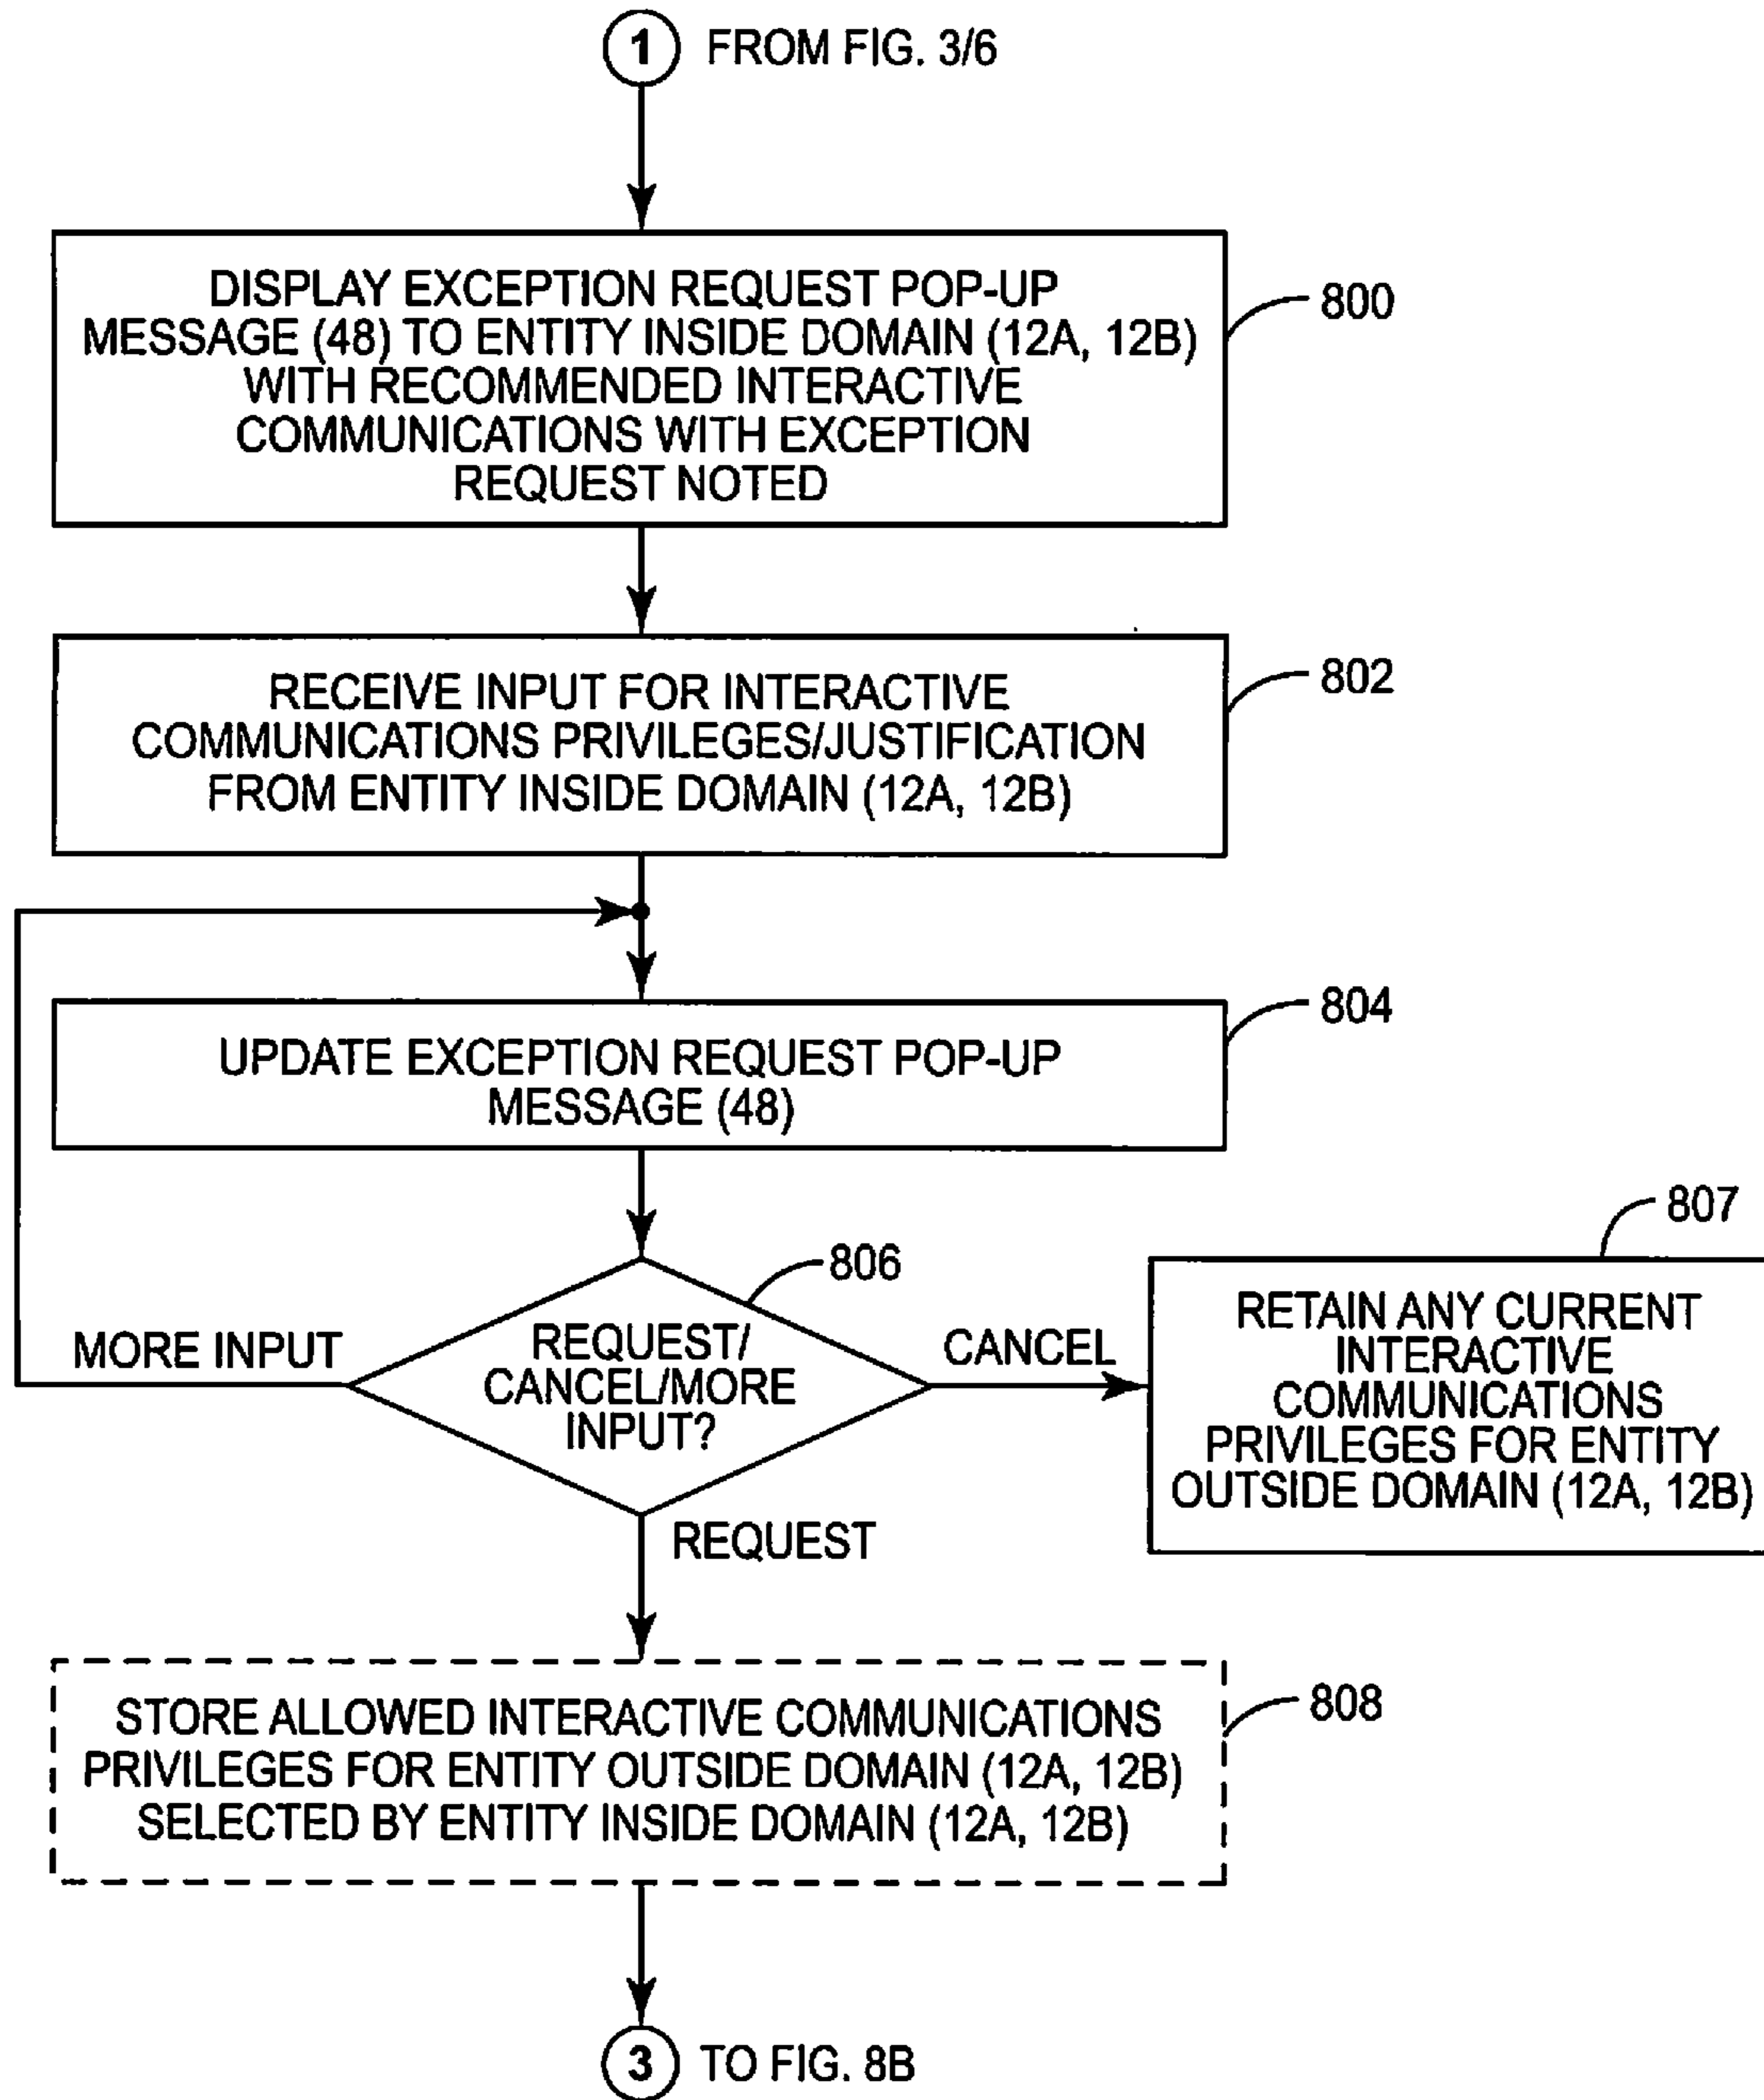 1 FROM FIG. 3/6
DISPLAY EXCEPTION REQUEST POP-UP
MESSAGE (48) TO ENTITY INSIDE DOMAIN (12A, 12B)
WITH RECOMMENDED INTERACTIVE
COMMUNICATIONS WITH EXCEPTION
REQUEST NOTED
800
RECEIVE INPUT FOR INTERACTIVE
COMMUNICATIONS PRIVILEGES/JUSTIFICATION
FROM ENTITY INSIDE DOMAIN (12A, 12B)
802
UPDATE EXCEPTION REQUEST POP-UP
MESSAGE (48)
804
REQUEST/
CANCEL/MORE
INPUT?
806
MORE INPUT
CANCEL
RETAIN ANY CURRENT
INTERACTIVE
COMMUNICATIONS
PRIVILEGES FOR ENTITY
OUTSIDE DOMAIN (12A, 12B)
807
REQUEST
STORE ALLOWED INTERACTIVE COMMUNICATIONS
PRIVILEGES FOR ENTITY OUTSIDE DOMAIN (12A, 12B)
SELECTED BY ENTITY INSIDE DOMAIN (12A, 12B)
808
3 TO FIG. 8B